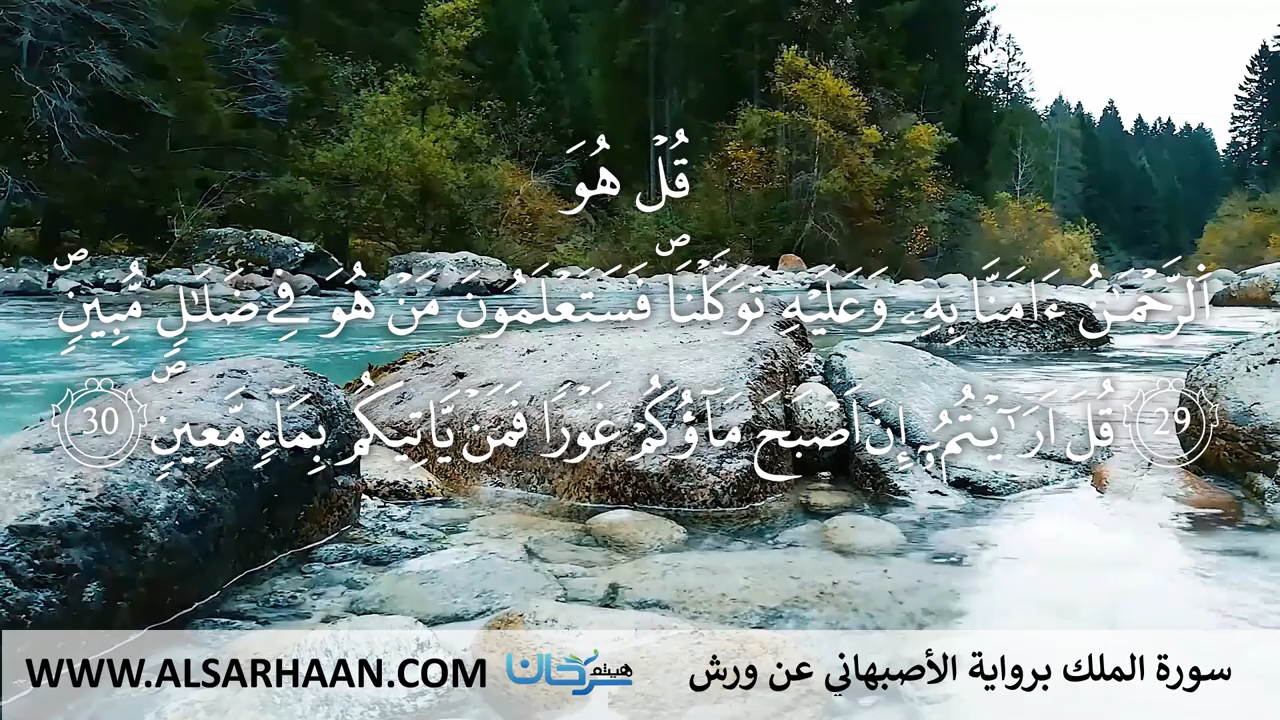 قُلْ هُوَ
اَ۬لرَّحْمَٰنُ ءَامَنَّا بِهِۦ وَعَلَيْهِ تَوَكَّلْنَاۖ فَسَتَعْلَمُونَ مَنْ هُوَ فِے ضَلَٰلٖ مُّبِينٖۖ
29 قُلَ اَرَٰٓيْتُمُۥٓ إِنَ اَصْبَحَ مَآؤُكُمْ غَوْراٗ فَمَنْ يَّاتِيكُم بِمَآءٖ مَّعِينٖۖ 30
WWW.ALSARHAAN.COM هيثم سرحان سورة الملك برواية الأصبهاني عن ورش